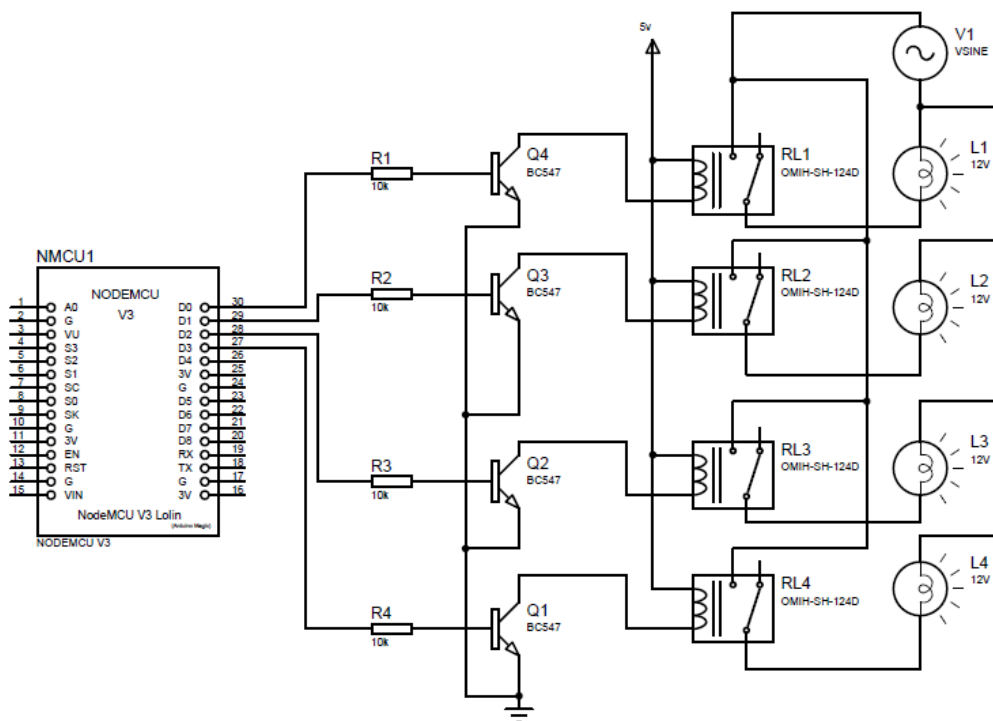 5v
V1
VSINE
R1
10k
Q4
BC547
RL1
OMIH-SH-124D
L1
12V
NMCU1
NODEMCU
V3
1 A0
2 G
3 VU
4 S3
5 S2
6 S1
7 SC
8 S0
9 SK
10 G
11 3V
12 EN
13 RST
14 G
15 VIN
D0 30
D1 29
D2 28
D3 27
D4 26
3V 25
G 24
D5 23
D6 22
D7 21
D8 20
RX 19
TX 18
G 17
3V 16
NodeMCU V3 Lolin
(Arduino Magix)
NODEMCU V3
R2
10k
Q3
BC547
RL2
OMIH-SH-124D
L2
12V
R3
10k
Q2
BC547
RL3
OMIH-SH-124D
L3
12V
R4
10k
Q1
BC547
RL4
OMIH-SH-124D
L4
12V